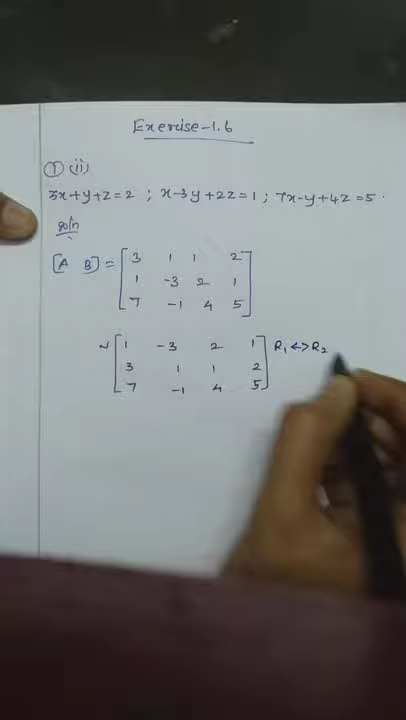 Exercise-1.6
① (ii)
3x+y+z=2 ; x-3y+2z=1 ; 7x-y+4z=5.
soln
[A B] = [3 1 1 2
1 -3 2 1
7 -1 4 5]
~ [1 -3 2 1
3 1 1 2
7 -1 4 5] R₁↔R₂